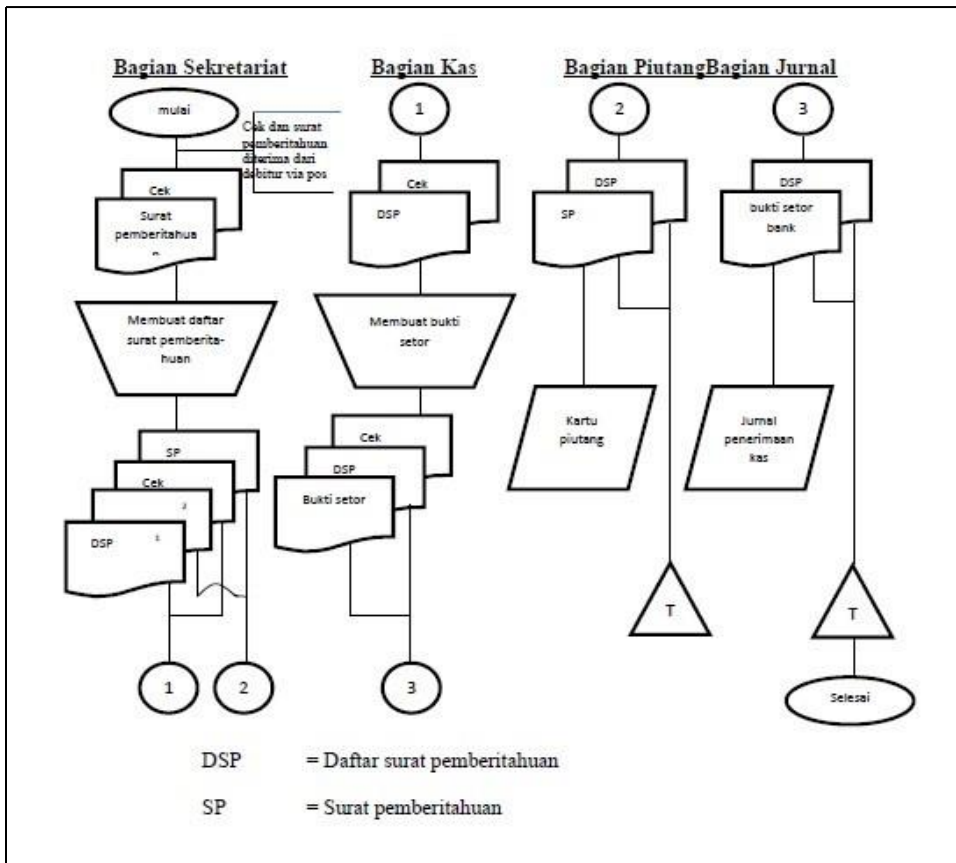 Bagian Sekretariat
mulai
Cek dan surat
pemberitahuan
diterima dari
debitur via pos
Cek
Surat
pemberitahua
n
Membuat daftar
surat pemberita-
huan
SP
Cek
2
DSP 1
1
2
Bagian Kas
1
Cek
DSP
Membuat bukti
setor
Cek
DSP
Bukti setor
3
Bagian Piutang
2
DSP
SP
Kartu
piutang
T
Bagian Jurnal
3
DSP
bukti setor
bank
Jurnal
penerimaan
kas
T
Selesai
DSP = Daftar surat pemberitahuan
SP = Surat pemberitahuan